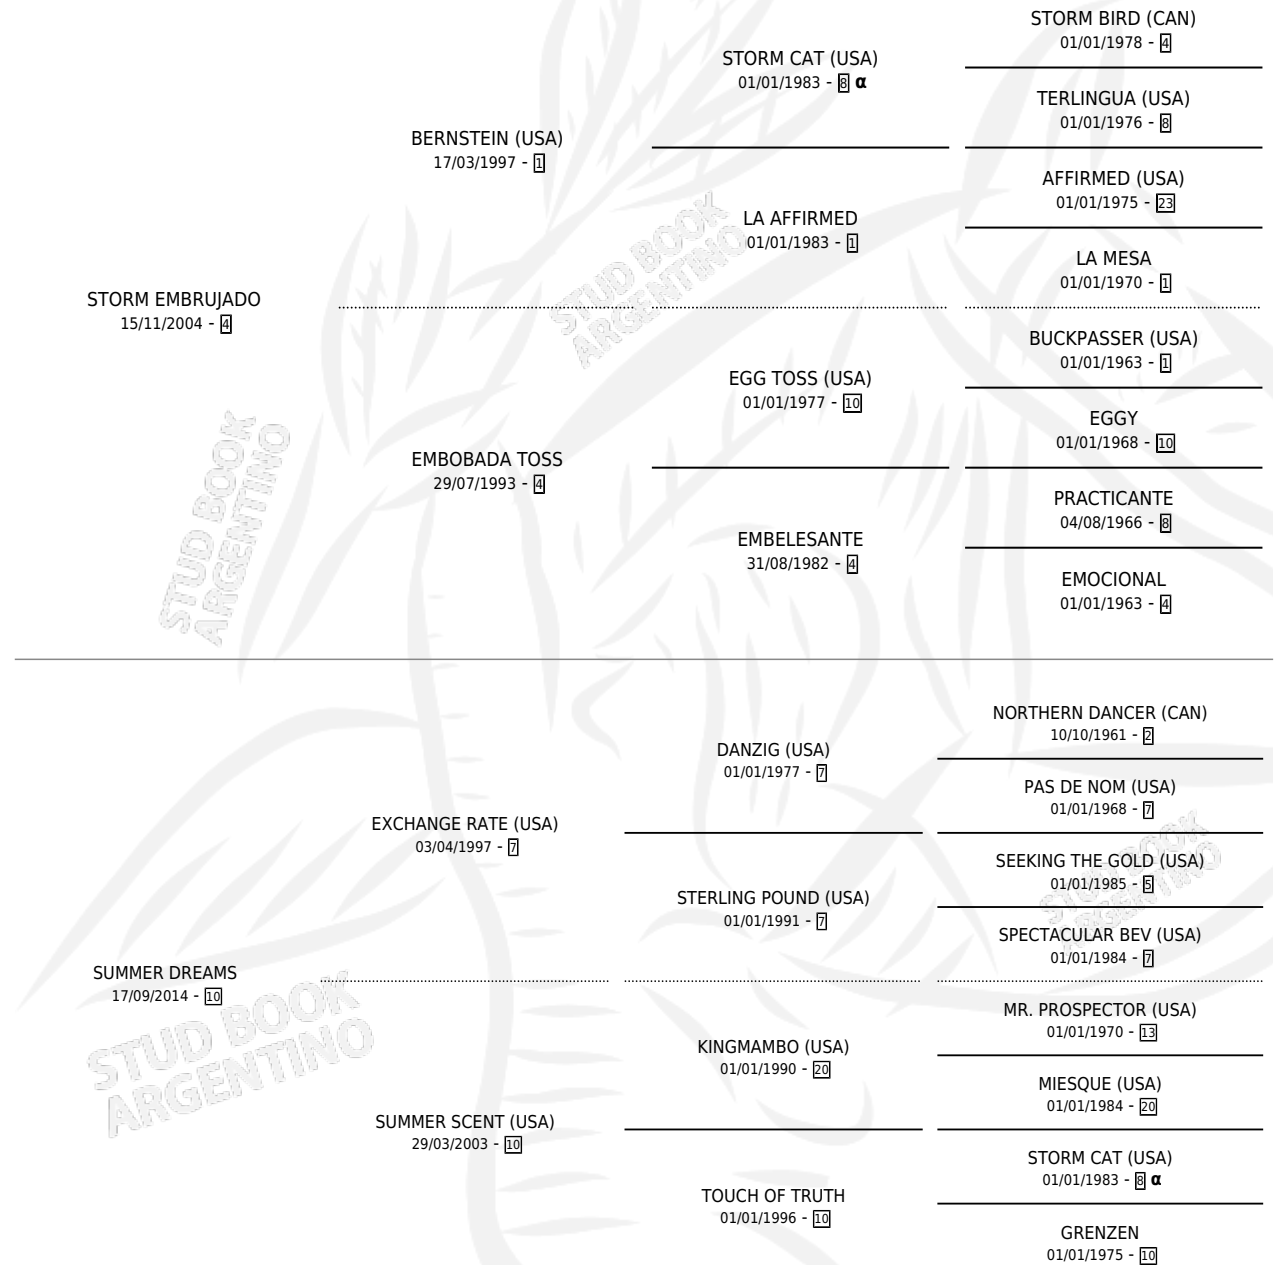 STORM BIRD (CAN)
01/01/1978 - 4
STORM CAT (USA)
01/01/1983 - 8 α
TERLINGUA (USA)
01/01/1976 - 8
BERNSTEIN (USA)
17/03/1997 - 1
AFFIRMED (USA)
01/01/1975 - 23
LA AFFIRMED
01/01/1983 - 1
LA MESA
01/01/1970 - 1
STORM EMBRUJADO
15/11/2004 - 4
STUD BOOK
ARGENTINO
BUCKPASSER (USA)
01/01/1963 - 1
EGG TOSS (USA)
01/01/1977 - 10
EGGY
01/01/1968 - 10
EMBOBADA TOSS
29/07/1993 - 4
PRACTICANTE
04/08/1966 - 8
EMBELESANTE
31/08/1982 - 4
EMOCIONAL
01/01/1963 - 4
STUD BOOK
ARGENTINO
NORTHERN DANCER (CAN)
10/10/1961 - 2
DANZIG (USA)
01/01/1977 - 7
PAS DE NOM (USA)
01/01/1968 - 7
EXCHANGE RATE (USA)
03/04/1997 - 7
SEEKING THE GOLD (USA)
01/01/1985 - 5
STERLING POUND (USA)
01/01/1991 - 7
SPECTACULAR BEV (USA)
01/01/1984 - 7
STUD BOOK
ARGENTINO
SUMMER DREAMS
17/09/2014 - 10
STUD BOOK
ARGENTINO
MR. PROSPECTOR (USA)
01/01/1970 - 13
KINGMAMBO (USA)
01/01/1990 - 20
MIESQUE (USA)
01/01/1984 - 20
SUMMER SCENT (USA)
29/03/2003 - 10
STORM CAT (USA)
01/01/1983 - 8 α
TOUCH OF TRUTH
01/01/1996 - 10
GRENZEN
01/01/1975 - 10